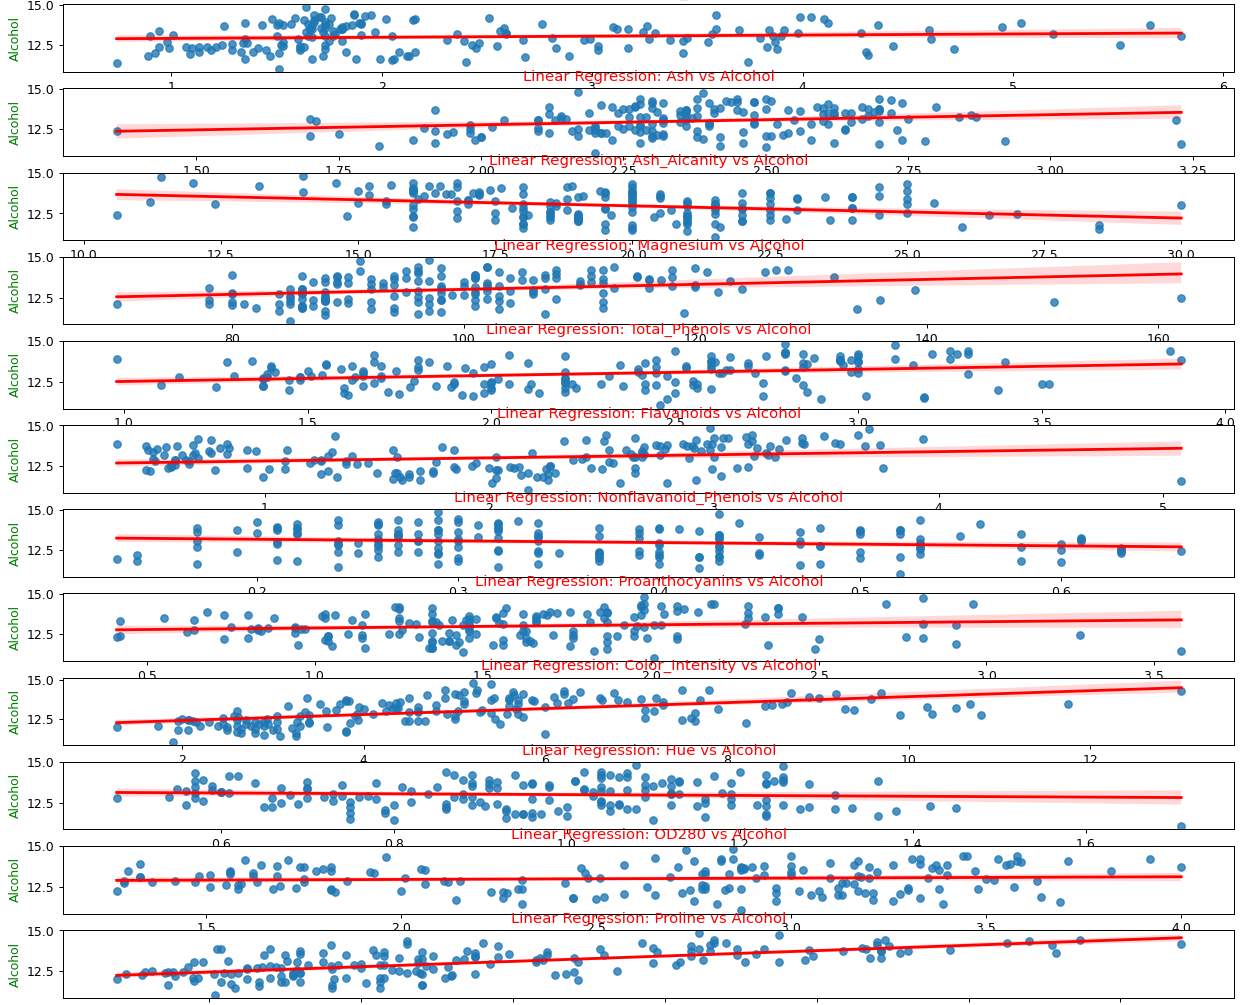 15.0
12.5
Alcohol
1 2 3 4 5 6
Linear Regression: Ash vs Alcohol
15.0
12.5
Alcohol
1.50 1.75 2.00 2.25 2.50 2.75 3.00 3.25
Linear Regression: Ash_Alcanity vs Alcohol
15.0
12.5
Alcohol
10.0 12.5 15.0 17.5 20.0 22.5 25.0 27.5 30.0
Linear Regression: Magnesium vs Alcohol
15.0
12.5
Alcohol
80 100 120 140 160
Linear Regression: Total_Phenols vs Alcohol
15.0
12.5
Alcohol
1.0 1.5 2.0 2.5 3.0 3.5 4.0
Linear Regression: Flavanoids vs Alcohol
15.0
12.5
Alcohol
1 2 3 4 5
Linear Regression: Nonflavanoid_Phenols vs Alcohol
15.0
12.5
Alcohol
0.2 0.3 0.4 0.5 0.6
Linear Regression: Proanthocyanins vs Alcohol
15.0
12.5
Alcohol
0.5 1.0 1.5 2.0 2.5 3.0 3.5
Linear Regression: Color_Intensity vs Alcohol
15.0
12.5
Alcohol
2 4 6 8 10 12
Linear Regression: Hue vs Alcohol
15.0
12.5
Alcohol
0.6 0.8 1.0 1.2 1.4 1.6
Linear Regression: OD280 vs Alcohol
15.0
12.5
Alcohol
1.5 2.0 2.5 3.0 3.5 4.0
Linear Regression: Proline vs Alcohol
15.0
12.5
Alcohol